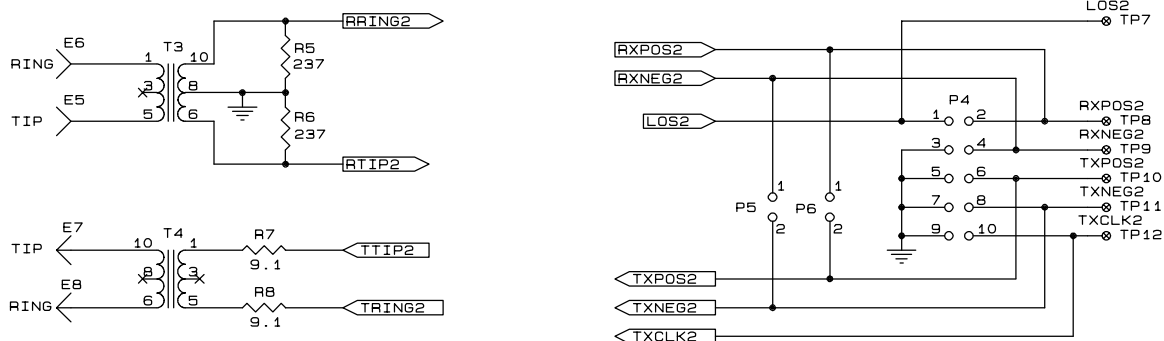 RRING2
E6
T3
RING
1
10
R5
237
3
8
E5
R6
237
TIP
5
6
RTIP2
E7
T4
R7
TIP
10
1
TTIP2
9.1
8
3
E8
R8
RING
6
5
TRING2
9.1
LOS2
TP7
RXPOS2
RXNEG2
P4
LOS2
1
2
RXPOS2
TP8
3
4
RXNEG2
TP9
5
6
TXPOS2
TP10
1
1
P5
P6
7
8
TXNEG2
TP11
2
2
9
10
TXCLK2
TP12
TXPOS2
TXNEG2
TXCLK2